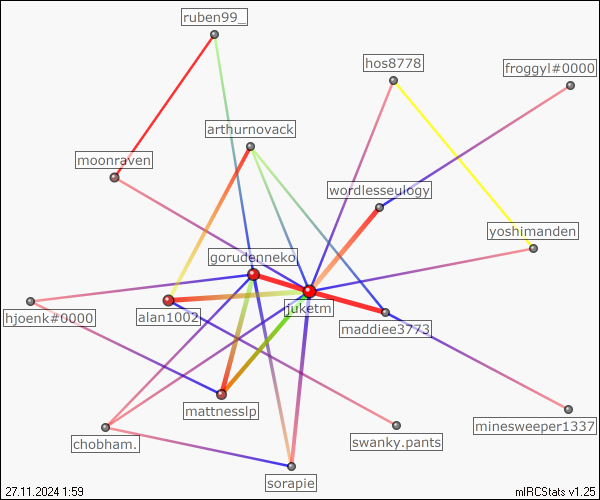 ruben99_
hos8778
froggyl#0000
arthurnovack
moonraven
wordlesseulogy
yoshimanden
gorudenneko
juketm
hjoenk#0000
alan1002
maddiee3773
mattnesslp
minesweeper1337
chobham.
swanky.pants
sorapie
27.11.2024 1:59
mIRCStats v1.25